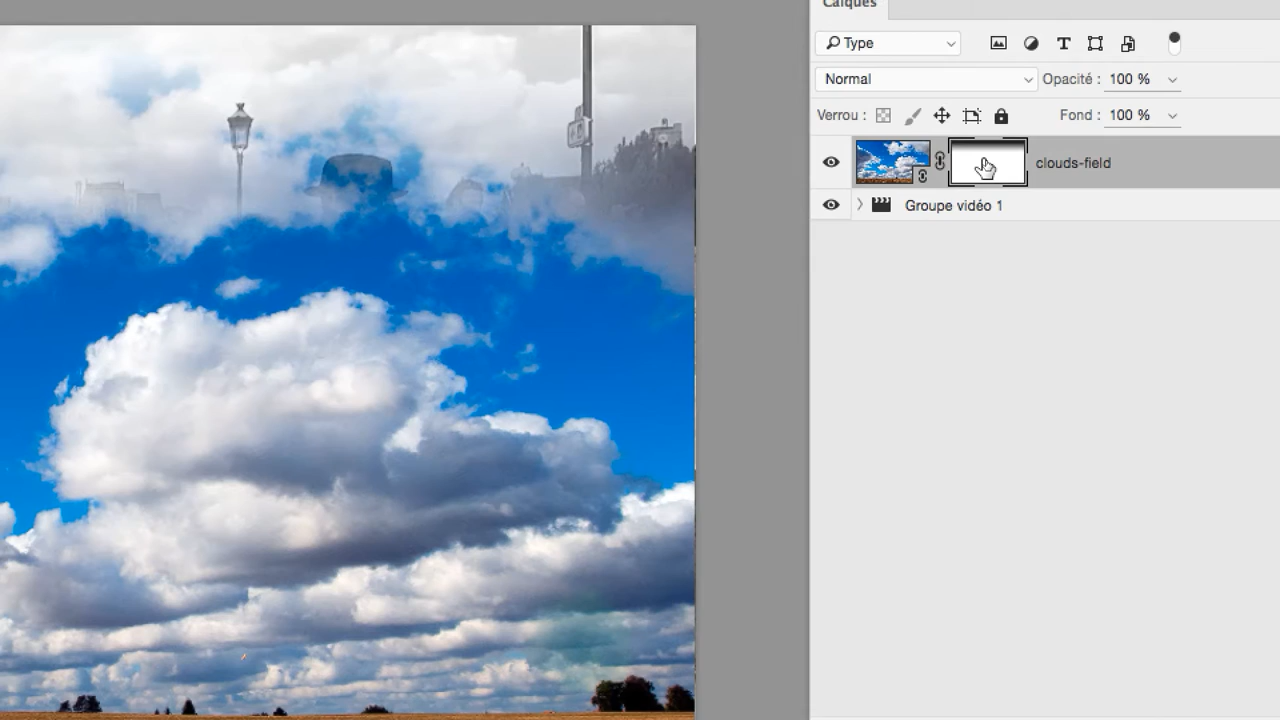 Calques
Type
Normal
Opacité : 100 %
Verrou :
Fond : 100 %
clouds-field
Groupe vidéo 1